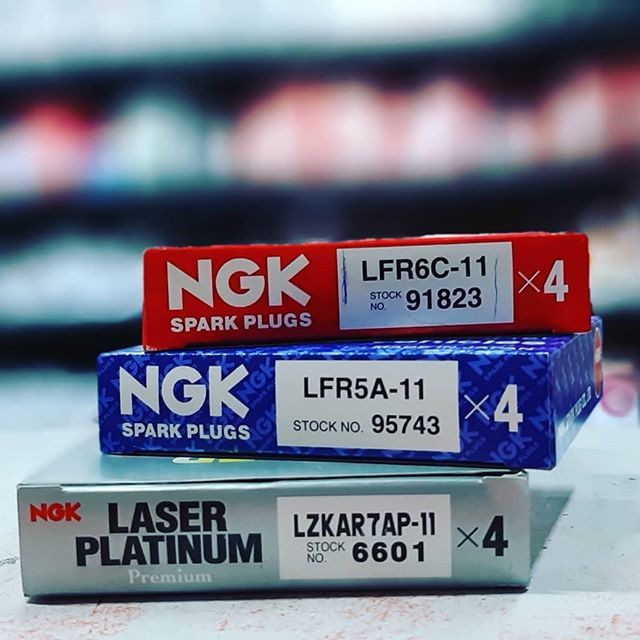 NGK
SPARK PLUGS
LFR6C-11
STOCK NO. 91823
×4
NGK
SPARK PLUGS
LFR5A-11
STOCK NO. 95743
×4
NGK
LASER
PLATINUM
Premium
LZKAR7AP-11
STOCK NO. 6601
×4